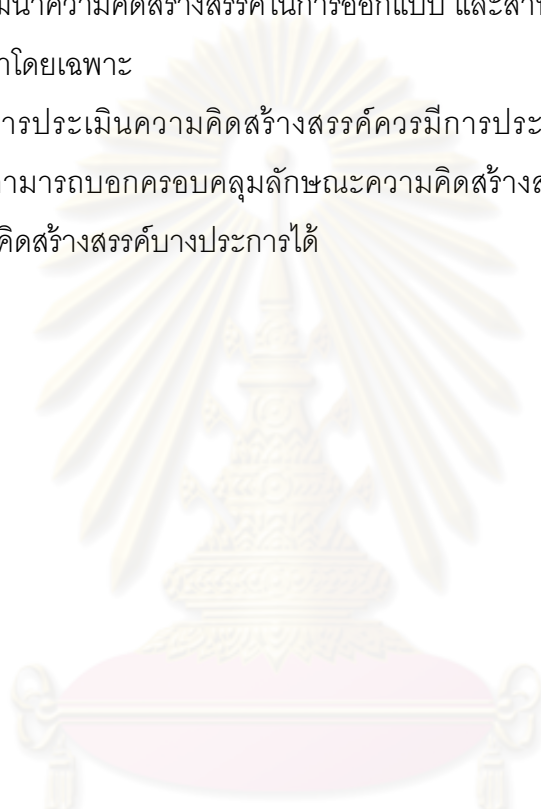 นำความคิดสร้างสรรค์ในการออกแบบ
โดยเฉพาะ
การประเมินความคิดสร้างสรรค์ควรมีการประ
สามารถบอกครอบคลุมลักษณะความคิดสร้างส
คิดสร้างสรรค์บางประการได้